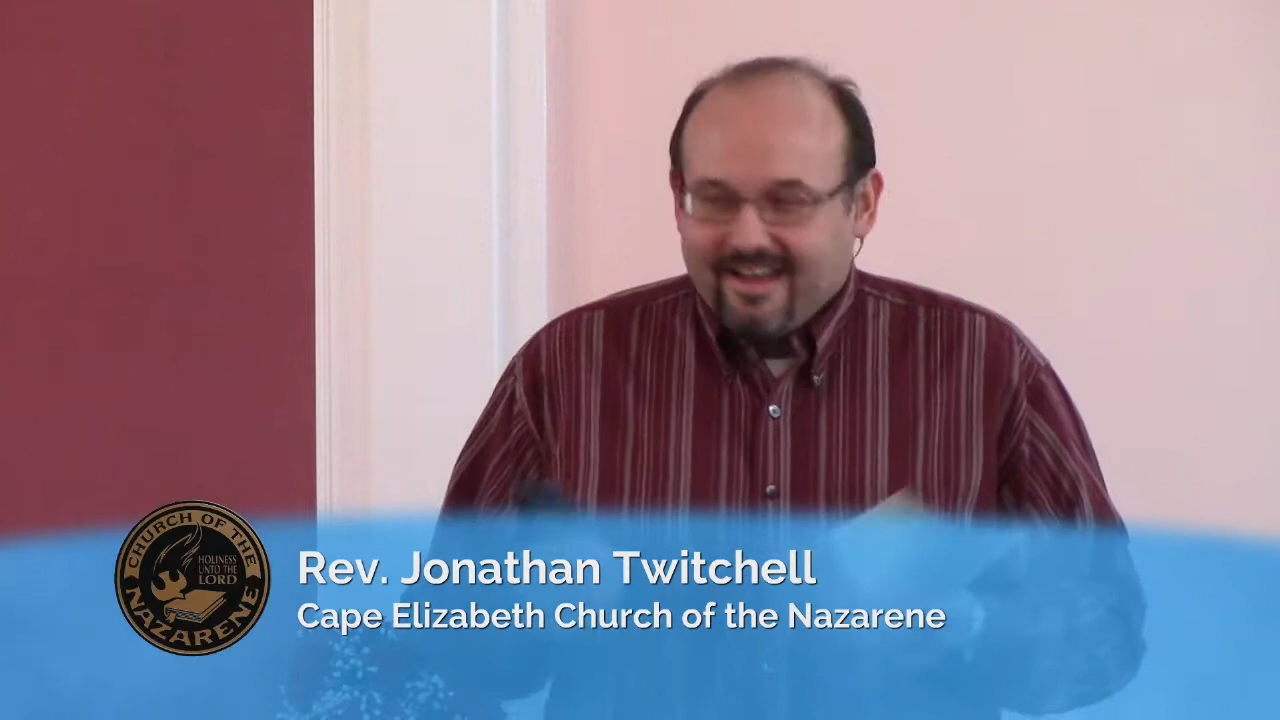 CHURCH OF THE
HOLINESS
UNTO THE
LORD
NAZARENE
Rev. Jonathan Twitchell
Cape Elizabeth Church of the Nazarene